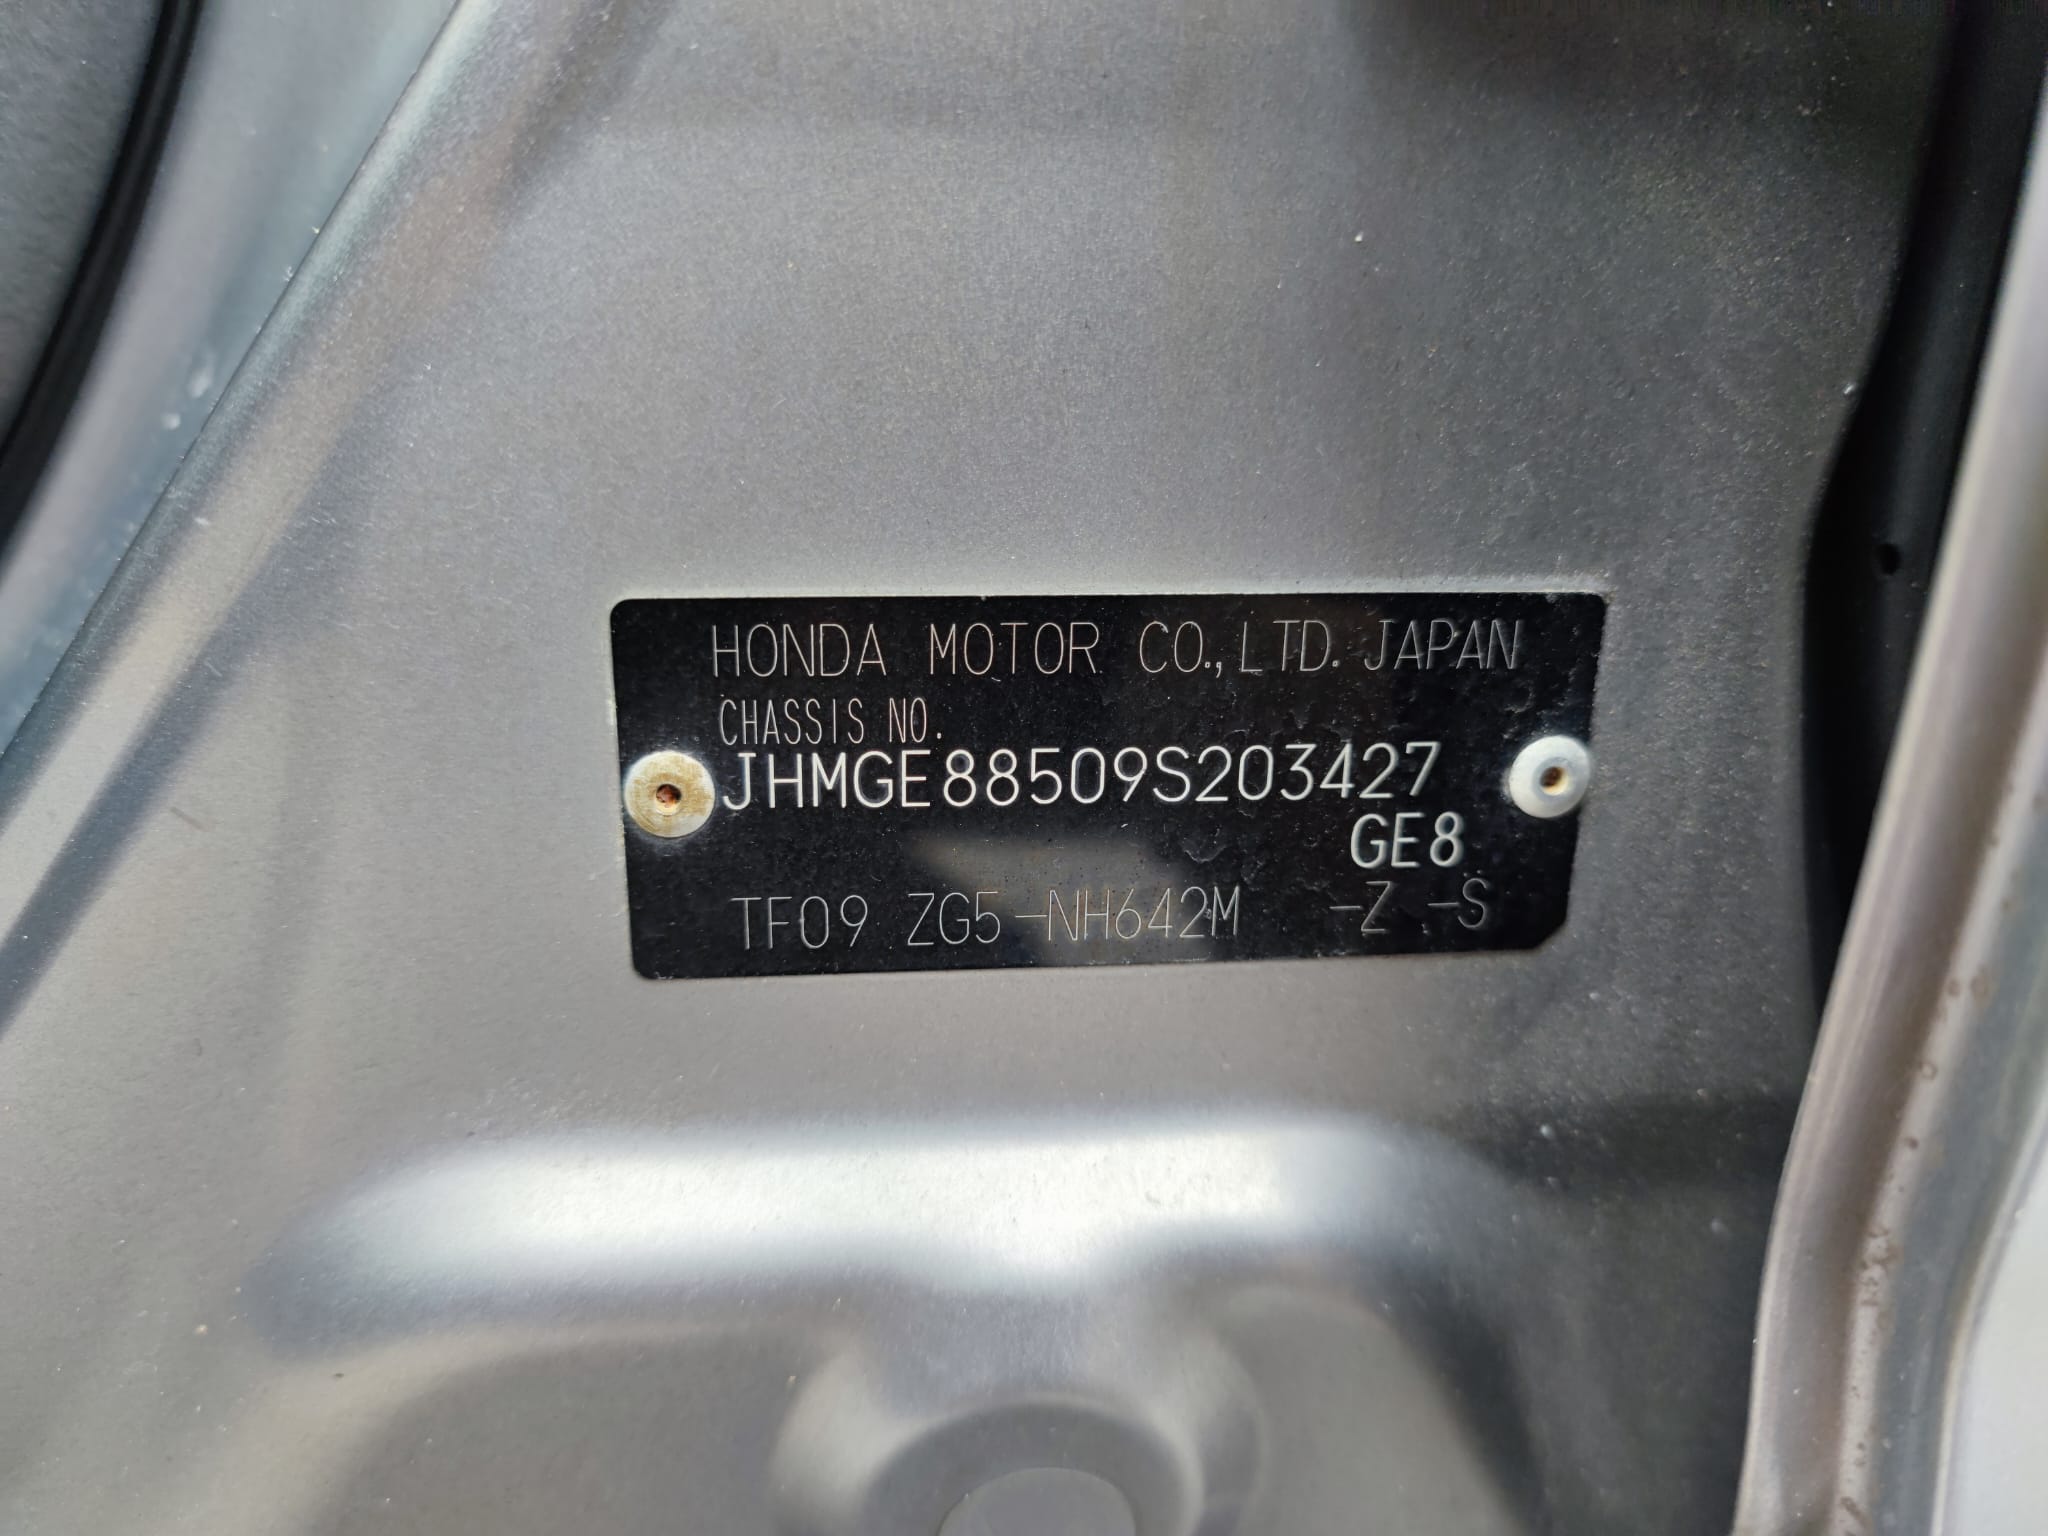 HONDA MOTOR CO., LTD. JAPAN
CHASSIS NO.
JHMGE88509S203427
GE8
TF09 ZG5-NH642M -Z -S